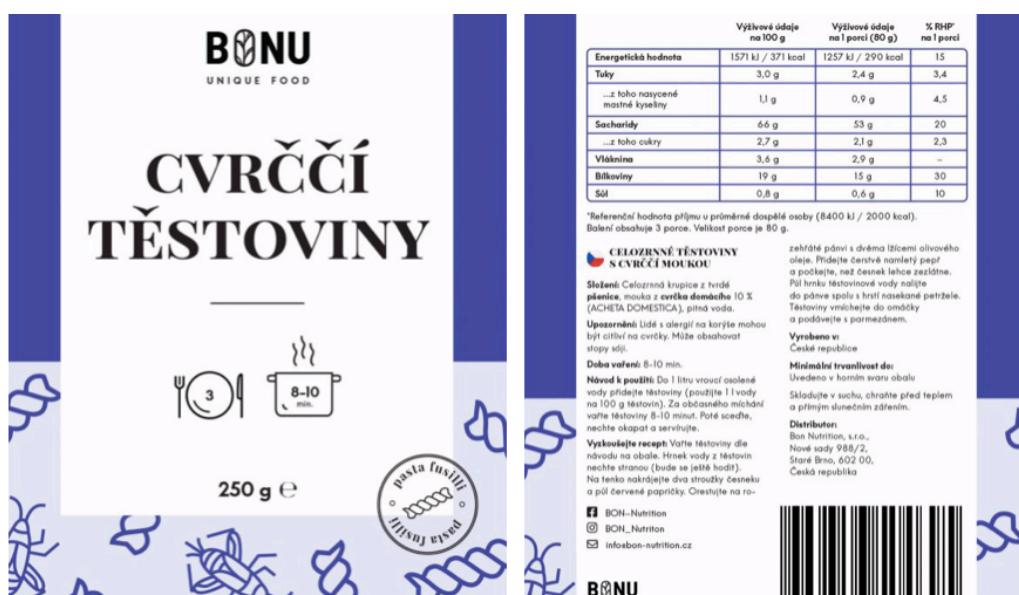 BONU
UNIQUE FOOD
CVRČČÍ
TĚSTOVINY
3
8-10
min.
250 g ℮
pasta fusilli
pasta fusilli
Výživové údaje na 100 g Výživové údaje na 1 porci (80 g) % RHP* na 1 porci
Energetická hodnota 1571 kJ / 371 kcal 1257 kJ / 290 kcal 15
Tuky 3,0 g 2,4 g 3,4
...z toho nasycené
mastné kyseliny 1,1 g 0,9 g 4,5
Sacharidy 66 g 53 g 20
...z toho cukry 2,7 g 2,1 g 2,3
Vláknina 3,6 g 2,9 g –
Bílkoviny 19 g 15 g 30
Sůl 0,8 g 0,6 g 10
*Referenční hodnota příjmu u průměrné dospělé osoby (8400 kJ / 2000 kcal).
Balení obsahuje 3 porce. Velikost porce je 80 g.
CELOZRNNÉ TĚSTOVINY
S CVRČČÍ MOUKOU
Složení: Celozrnná krupice z tvrdé
pšenice, mouka z cvrčka domácího 10 %
(ACHETA DOMESTICA), pitná voda.
Upozornění: Lidé s alergií na korýše mohou
být citliví na cvrčky. Může obsahovat
stopy sóji.
Doba vaření: 8-10 min.
Návod k použití: Do 1 litru vroucí osolené
vody přidejte těstoviny (použijte 1 l vody
na 100 g těstovin). Za občasného míchání
vařte těstoviny 8-10 minut. Poté sceďte,
nechte okapat a servírujte.
Vyzkoušejte recept: Vařte těstoviny dle
návodu na obale. Hrnek vody z těstovin
nechte stranou (bude se ještě hodit).
Na tenko nakrájejte dva stroužky česneku
a půl červené papričky. Orestujte na ro-
zehřáté pánvi s dvěma lžícemi olivového
oleje. Přidejte čerstvě namletý pepř
a počkejte, než česnek lehce zezlátne.
Půl hrnku těstovinové vody nalijte
do pánve spolu s hrstí nasekané petržele.
Těstoviny vmíchejte do omáčky
a podávejte s parmezánem.
Vyrobeno v:
České republice
Minimální trvanlivost do:
Uvedeno v horním svaru obalu
Skladujte v suchu, chraňte před teplem
a přímým slunečním zářením.
Distributor:
Bon Nutrition, s.r.o.,
Nové sady 988/2,
Staré Brno, 602 00,
Česká republika
BON-Nutrition
BON_Nutriton
info@bon-nutrition.cz
BONU